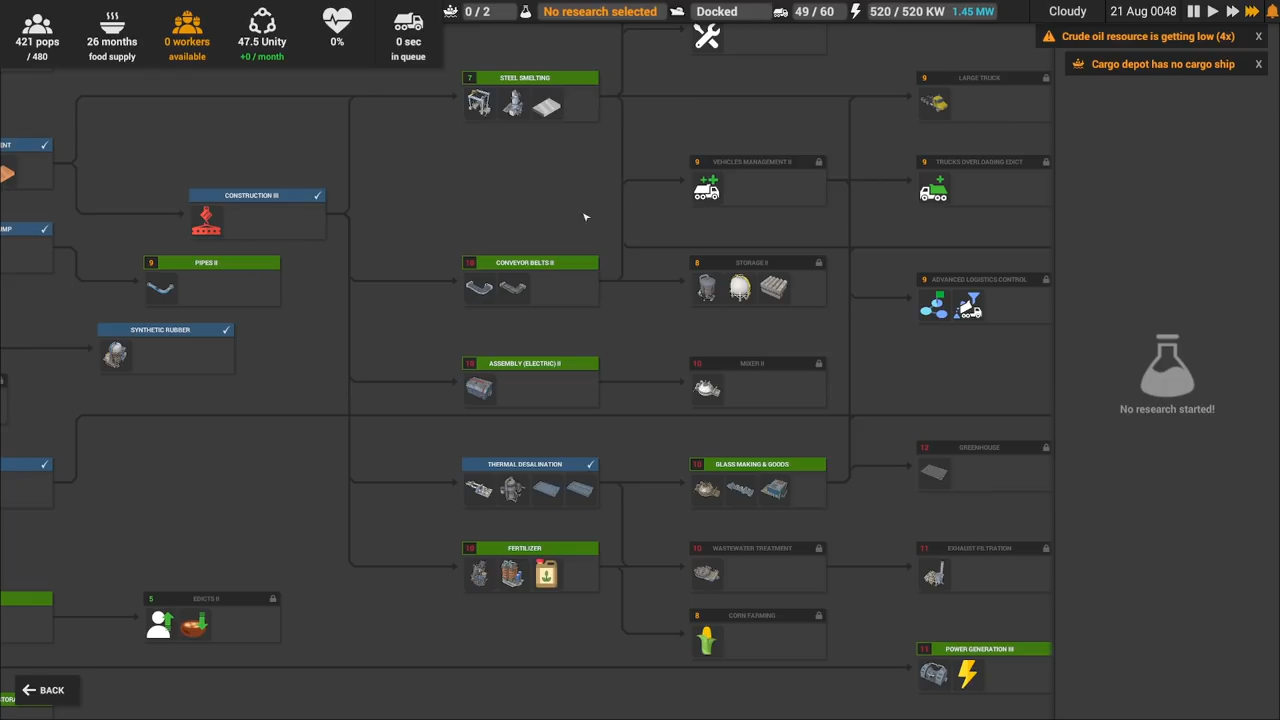 0 / 2
No research selected
Docked
49 / 60
520 / 520 KW
1.45 MW
Cloudy
21 Aug 0048
421 pops
/ 480
26 months
food supply
0 workers
available
47.5 Unity
+0 / month
0%
0 sec
in queue
Crude oil resource is getting low (4x)
X
Cargo depot has no cargo ship
X
7 STEEL SMELTING
9 LARGE TRUCK
ENT
9 VEHICLES MANAGEMENT II
9 TRUCKS OVERLOADING EDICT
CONSTRUCTION III
UMP
9 PIPES II
10 CONVEYOR BELTS II
8 STORAGE II
9 ADVANCED LOGISTICS CONTROL
SYNTHETIC RUBBER
10 ASSEMBLY (ELECTRIC) II
10 MIXER II
No research started!
12 GREENHOUSE
THERMAL DESALINATION
10 GLASS MAKING & GOODS
10 FERTILIZER
10 WASTEWATER TREATMENT
11 EXHAUST FILTRATION
5 EDICTS II
8 CORN FARMING
11 POWER GENERATION III
BACK